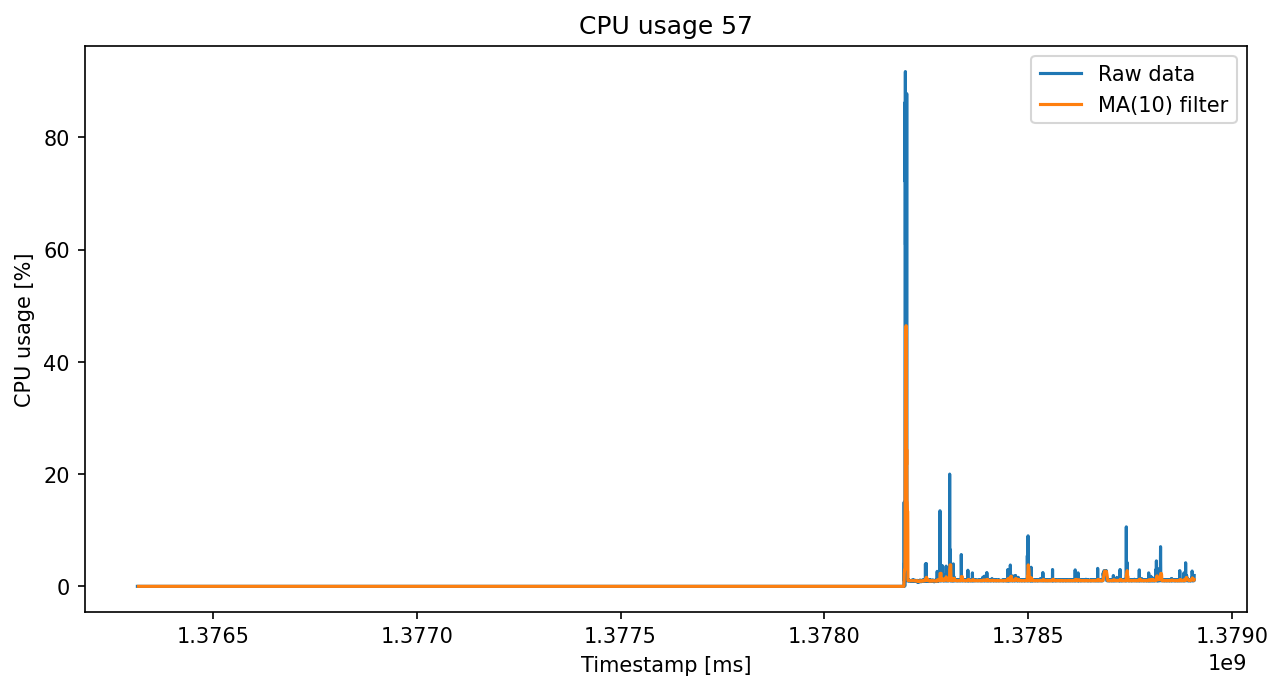 CPU usage 57
Raw data
MA(10) filter
CPU usage [%]
80
60
40
20
0
1.3765
1.3770
1.3775
1.3780
1.3785
1.3790
1e9
Timestamp [ms]